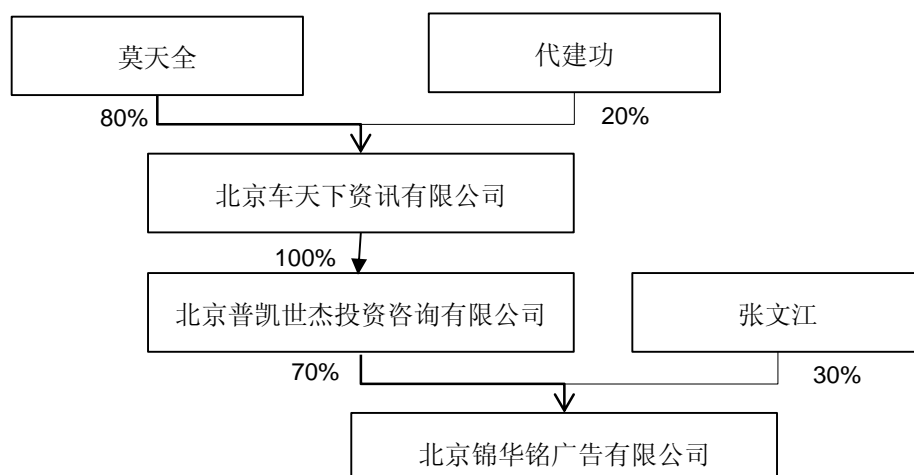 莫天全
代建功
80%
20%
北京车天下资讯有限公司
100%
北京普凯世杰投资咨询有限公司
张文江
70%
30%
北京锦华铭广告有限公司